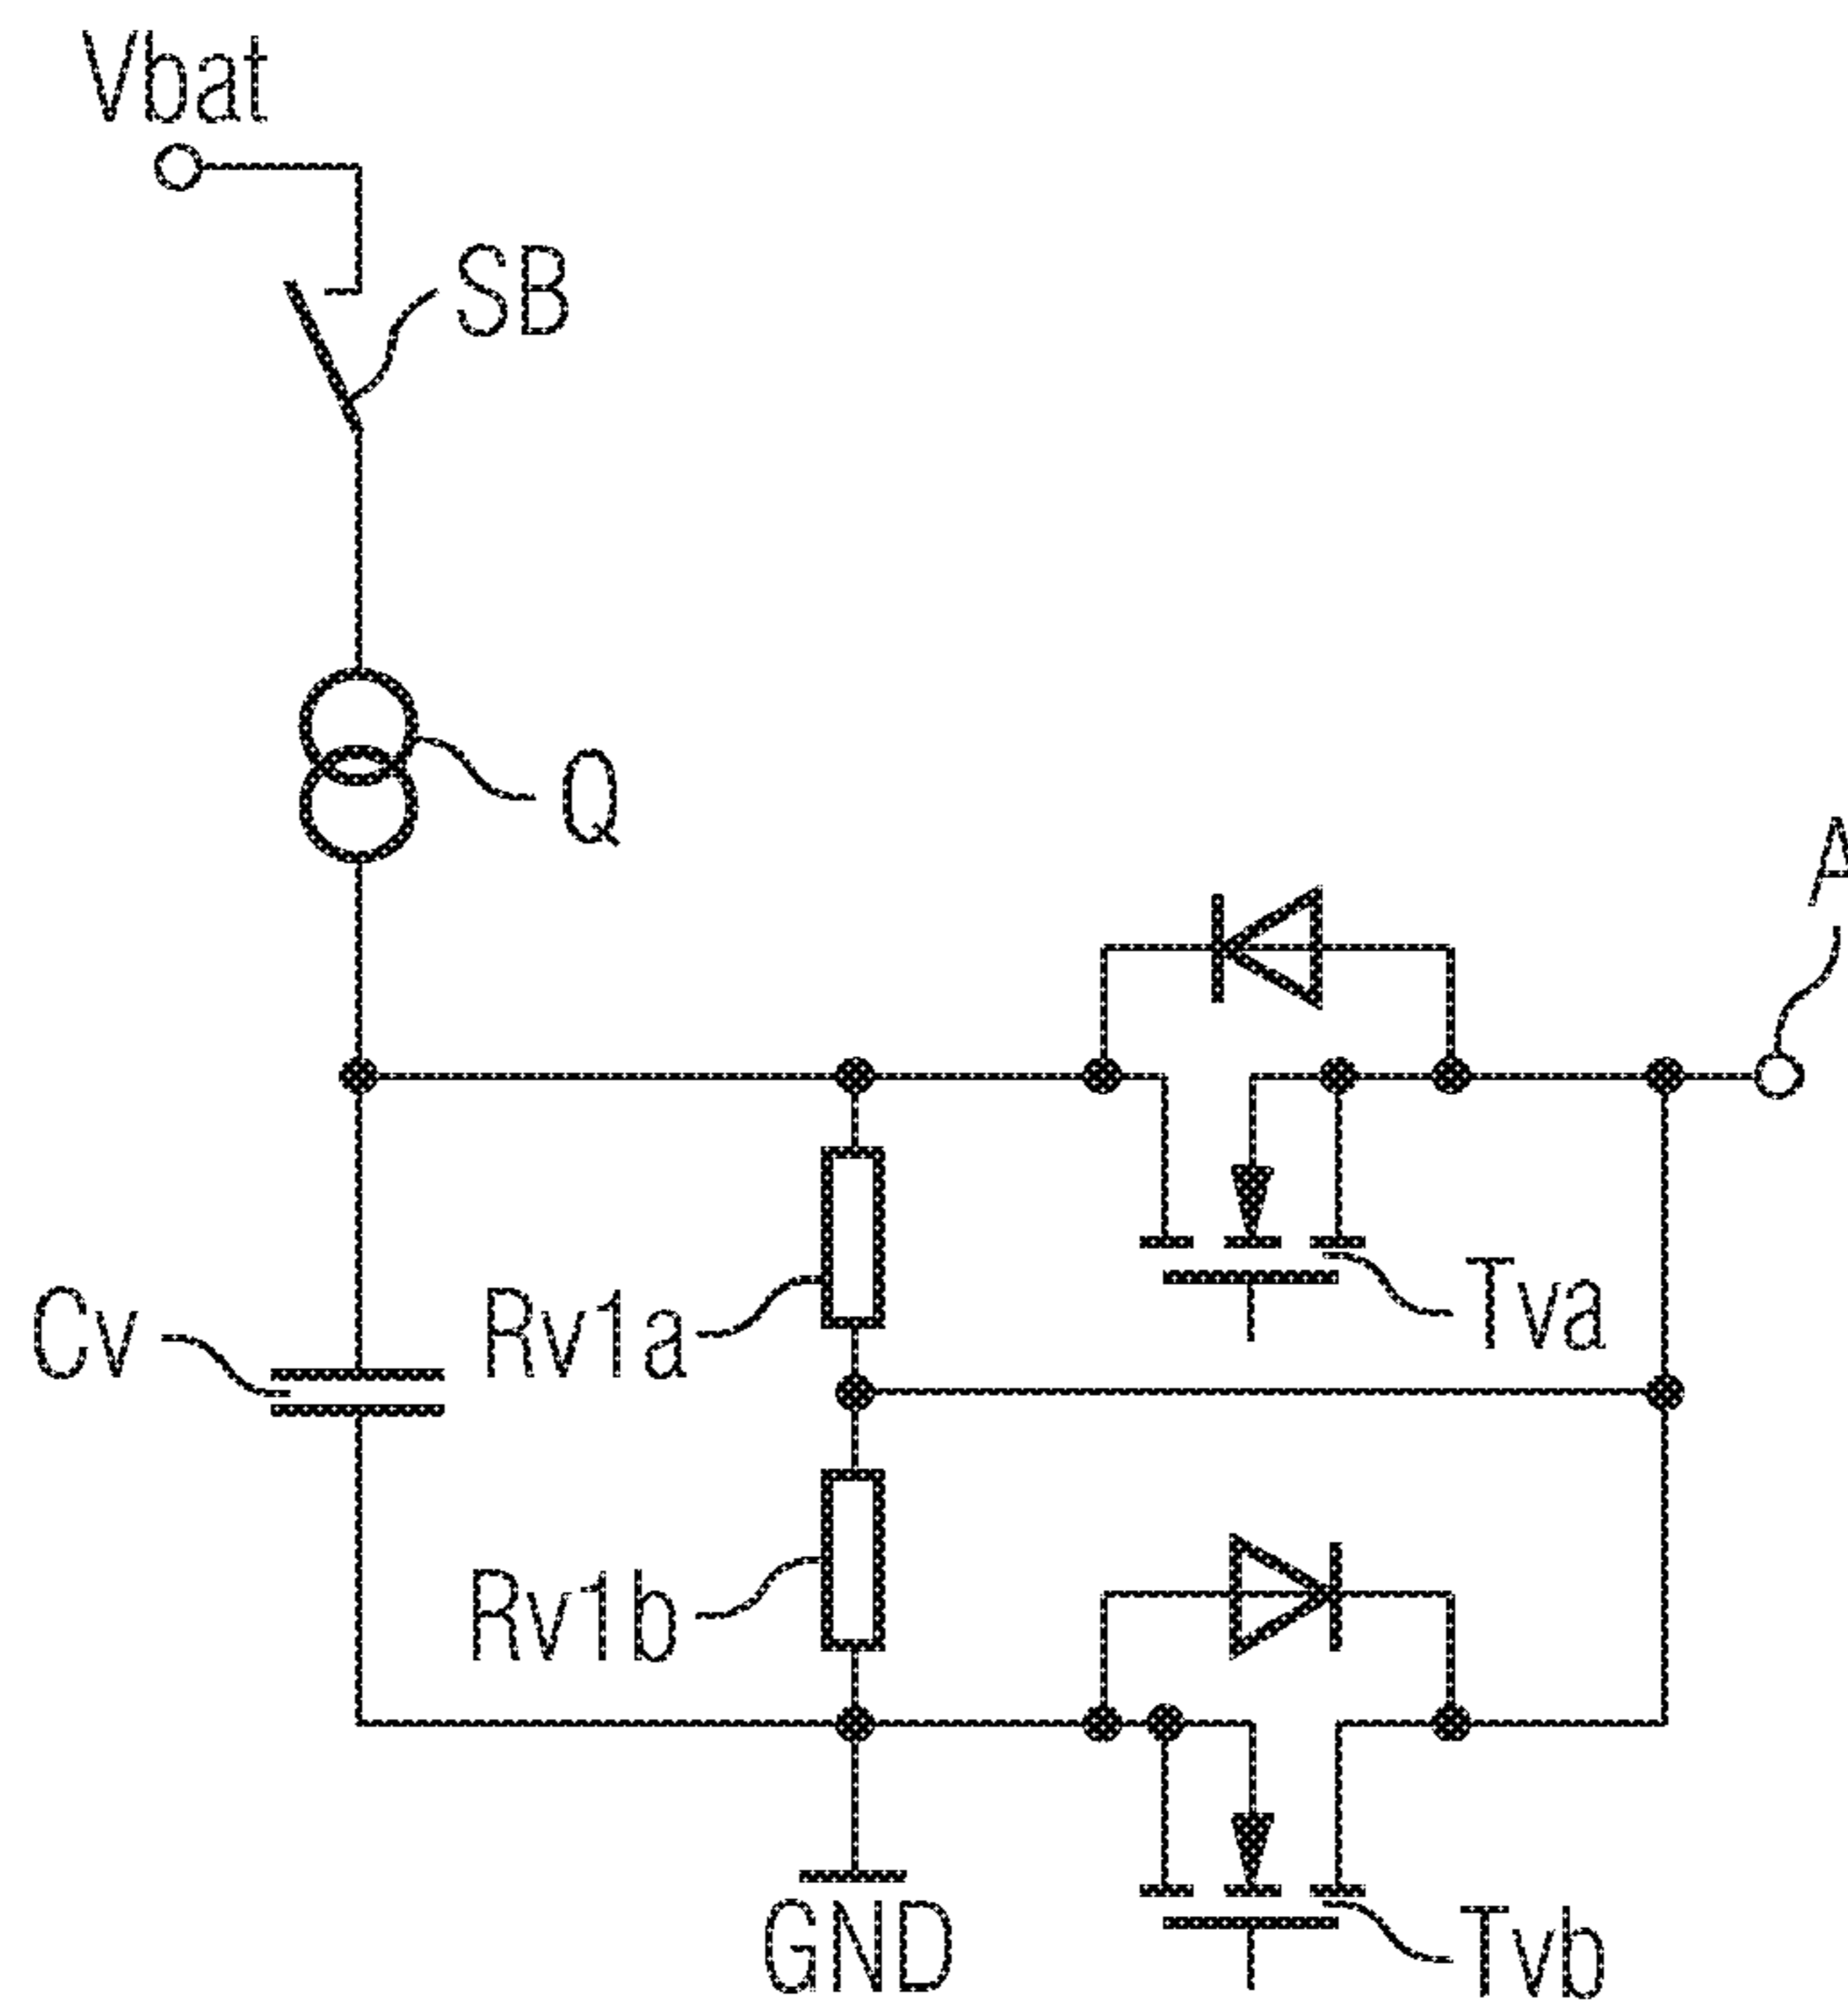 Vbat
SB
Q
A
Cv
Rv1a
Tva
Rv1b
GND
Tvb